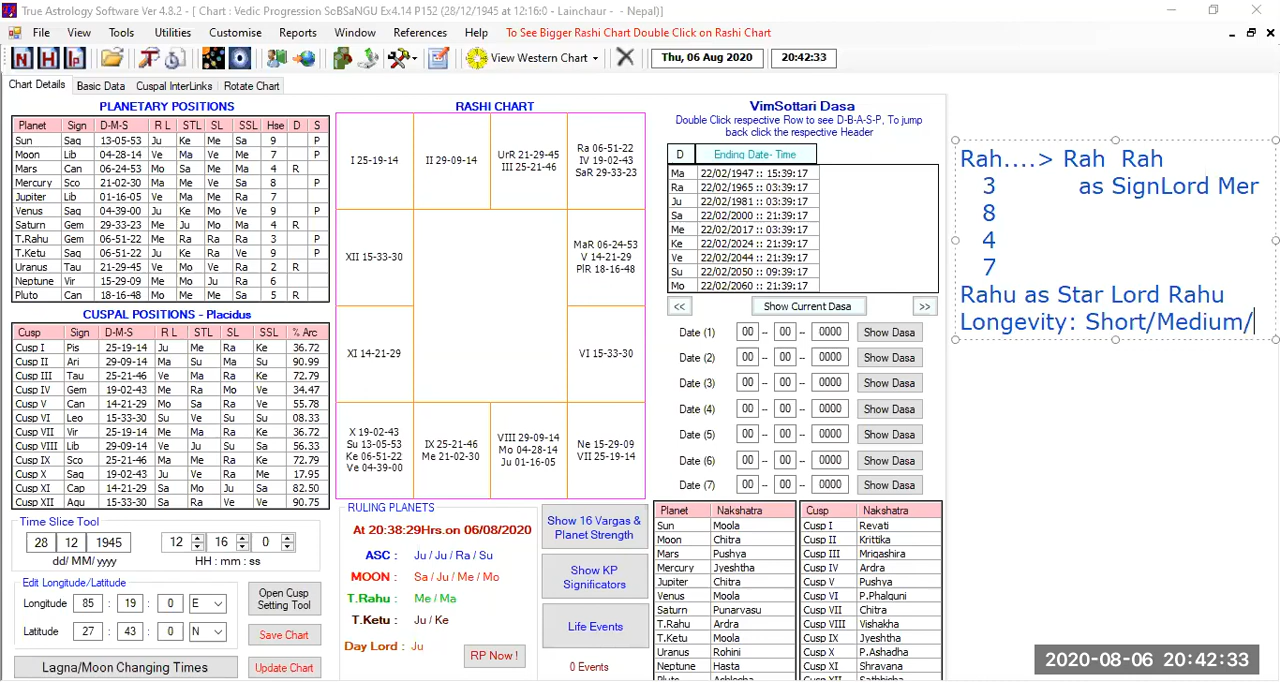 True Astrology Software Ver 4.8.2 - [ Chart : Vedic Progression SoBSaNGU Ex4.14 P152 (28/12/1945 at 12:16:0 - Lainchaur - - Nepal)]
File View Tools Utilities Customise Reports Window References Help To See Bigger Rashi Chart Double Click on Rashi Chart
N H Ip View Western Chart Thu, 06 Aug 2020 20:42:33
Chart Details Basic Data Cuspal InterLinks Rotate Chart
PLANETARY POSITIONS
Planet Sign D-M-S R L STL SL SSL Hse D S
Sun Sag 13-05-53 Ju Ke Me Sa 9 P
Moon Lib 04-28-14 Ve Ma Ve Me 7 P
Mars Can 06-24-53 Mo Sa Me Ma 4 R
Mercury Sco 21-02-30 Ma Me Ve Sa 8 P
Jupiter Lib 01-16-05 Ve Ma Me Ra 7
Venus Sag 04-39-00 Ju Ke Mo Ve 9 P
Saturn Gem 29-33-23 Me Ju Mo Ma 4 R
T.Rahu Gem 06-51-22 Me Ra Ra Ra 3 P
T.Ketu Sag 06-51-22 Ju Ke Ra Ve 9 P
Uranus Tau 21-29-45 Ve Mo Ve Ra 2 R
Neptune Vir 15-29-09 Me Mo Ju Ra 6
Pluto Can 18-16-48 Mo Me Me Sa 5 R
CUSPAL POSITIONS - Placidus
Cusp Sign D-M-S R L STL SL SSL % Arc
Cusp I Pis 25-19-14 Ju Me Ra Ke 36.72
Cusp II Ari 29-09-14 Ma Su Ma Su 90.99
Cusp III Tau 25-21-46 Ve Ma Ra Ke 72.79
Cusp IV Gem 19-02-43 Me Ra Mo Ve 34.47
Cusp V Can 14-21-29 Mo Sa Ra Ve 55.78
Cusp VI Leo 15-33-30 Su Ve Su Su 08.33
Cusp VII Vir 25-19-14 Me Ma Ra Ke 36.72
Cusp VIII Lib 29-09-14 Ve Ju Su Sa 56.33
Cusp IX Sco 25-21-46 Ma Me Ra Ke 72.79
Cusp X Sag 19-02-43 Ju Ve Ra Me 17.95
Cusp XI Cap 14-21-29 Sa Mo Ju Sa 82.50
Cusp XII Aqu 15-33-30 Sa Ra Ve Ve 90.75
Time Slice Tool
28 12 1945 12 16 0
dd/ MM/ yyyy HH : mm : ss
Edit Longitude/Latitude
Longitude 85 : 19 : 0 E
Latitude 27 : 43 : 0 N
Open Cusp Setting Tool
Save Chart
Lagna/Moon Changing Times Update Chart
RASHI CHART
I 25-19-14
II 29-09-14
UrR 21-29-45
III 25-21-46
Ra 06-51-22
IV 19-02-43
SaR 29-33-23
XII 15-33-30
MaR 06-24-53
V 14-21-29
PlR 18-16-48
XI 14-21-29
VI 15-33-30
X 19-02-43
Su 13-05-53
Ke 06-51-22
Ve 04-39-00
IX 25-21-46
Me 21-02-30
VIII 29-09-14
Mo 04-28-14
Ju 01-16-05
Ne 15-29-09
VII 25-19-14
RULING PLANETS
At 20:38:29Hrs.on 06/08/2020
ASC : Ju / Ju / Ra / Su
MOON : Sa / Ju / Me / Mo
T.Rahu : Me / Ma
T.Ketu : Ju / Ke
Day Lord : Ju
RP Now !
Show 16 Vargas & Planet Strength
Show KP Significators
Life Events
0 Events
VimSottari Dasa
Double Click respective Row to see D-B-A-S-P, To jump
back click the respective Header
D Ending Date- Time
Ma 22/02/1947 :: 15:39:17
Ra 22/02/1965 :: 03:39:17
Ju 22/02/1981 :: 03:39:17
Sa 22/02/2000 :: 21:39:17
Me 22/02/2017 :: 03:39:17
Ke 22/02/2024 :: 21:39:17
Ve 22/02/2044 :: 21:39:17
Su 22/02/2050 :: 09:39:17
Mo 22/02/2060 :: 21:39:17
<< Show Current Dasa >>
Date (1) 00 -- 00 -- 0000 Show Dasa
Date (2) 00 -- 00 -- 0000 Show Dasa
Date (3) 00 -- 00 -- 0000 Show Dasa
Date (4) 00 -- 00 -- 0000 Show Dasa
Date (5) 00 -- 00 -- 0000 Show Dasa
Date (6) 00 -- 00 -- 0000 Show Dasa
Date (7) 00 -- 00 -- 0000 Show Dasa
Planet Nakshatra
Sun Moola
Moon Chitra
Mars Pushya
Mercury Jyeshtha
Jupiter Chitra
Venus Moola
Saturn Punarvasu
T.Rahu Ardra
T.Ketu Moola
Uranus Rohini
Neptune Hasta
Cusp Nakshatra
Cusp I Revati
Cusp II Krittika
Cusp III Mrigashira
Cusp IV Ardra
Cusp V Pushya
Cusp VI P.Phalguni
Cusp VII Chitra
Cusp VIII Vishakha
Cusp IX Jyeshtha
Cusp X P.Ashadha
Cusp XI Shravana
Rah....> Rah Rah
3 as SignLord Mer
8
4
7
Rahu as Star Lord Rahu
Longevity: Short/Medium/
2020-08-06 20:42:33